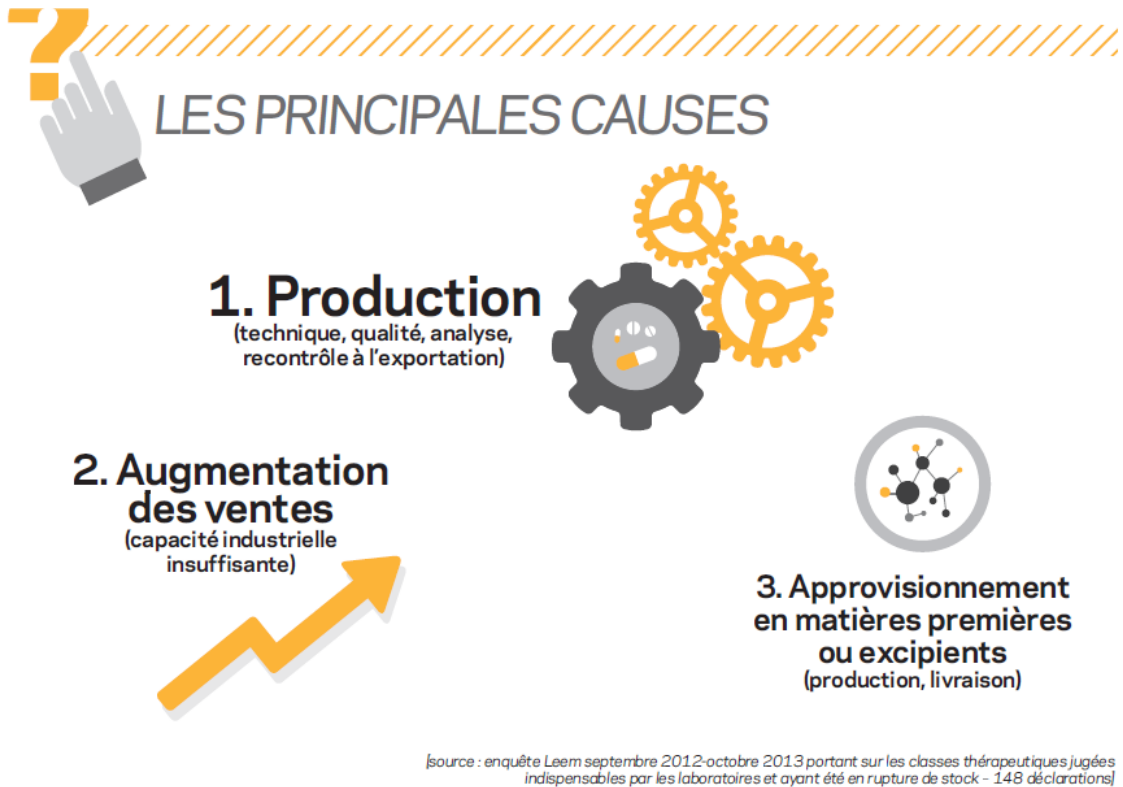 ?
LES PRINCIPALES CAUSES
1. Production
(technique, qualité, analyse,
recontrôle à l'exportation)
2. Augmentation
des ventes
(capacité industrielle
insuffisante)
3. Approvisionnement
en matières premières
ou excipients
(production, livraison)
[source : enquête Leem septembre 2012-octobre 2013 portant sur les classes thérapeutiques jugées
indispensables par les laboratoires et ayant été en rupture de stock – 148 déclarations]